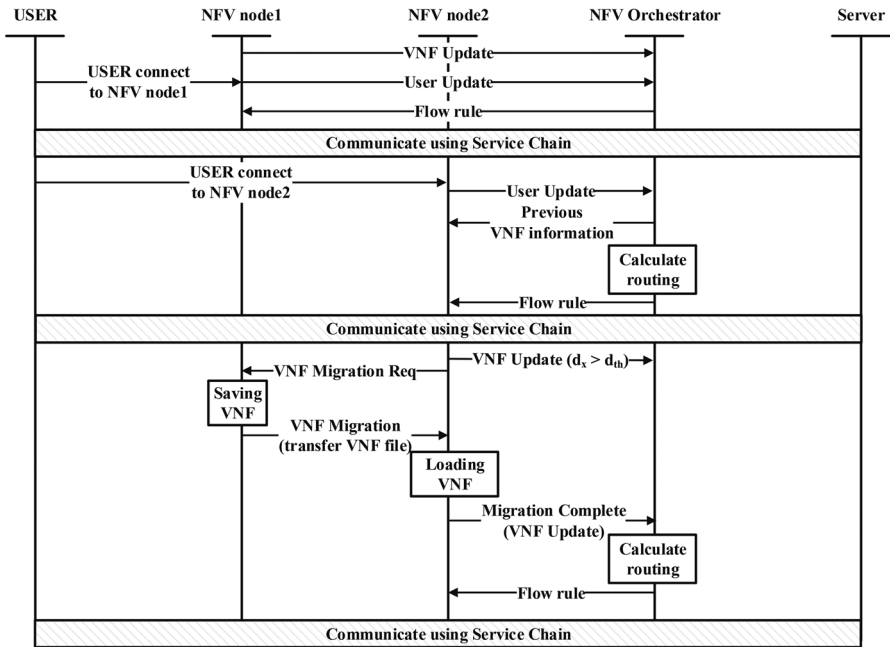 USER
NFV node1
NFV node2
NFV Orchestrator
Server
VNF Update
USER connect
to NFV node1
User Update
Flow rule
Communicate using Service Chain
USER connect
to NFV node2
User Update
Previous
VNF information
Calculate
routing
Flow rule
Communicate using Service Chain
VNF Update (dx > dth)
VNF Migration Req
Saving
VNF
VNF Migration
(transfer VNF file)
Loading
VNF
Migration Complete
(VNF Update)
Calculate
routing
Flow rule
Communicate using Service Chain